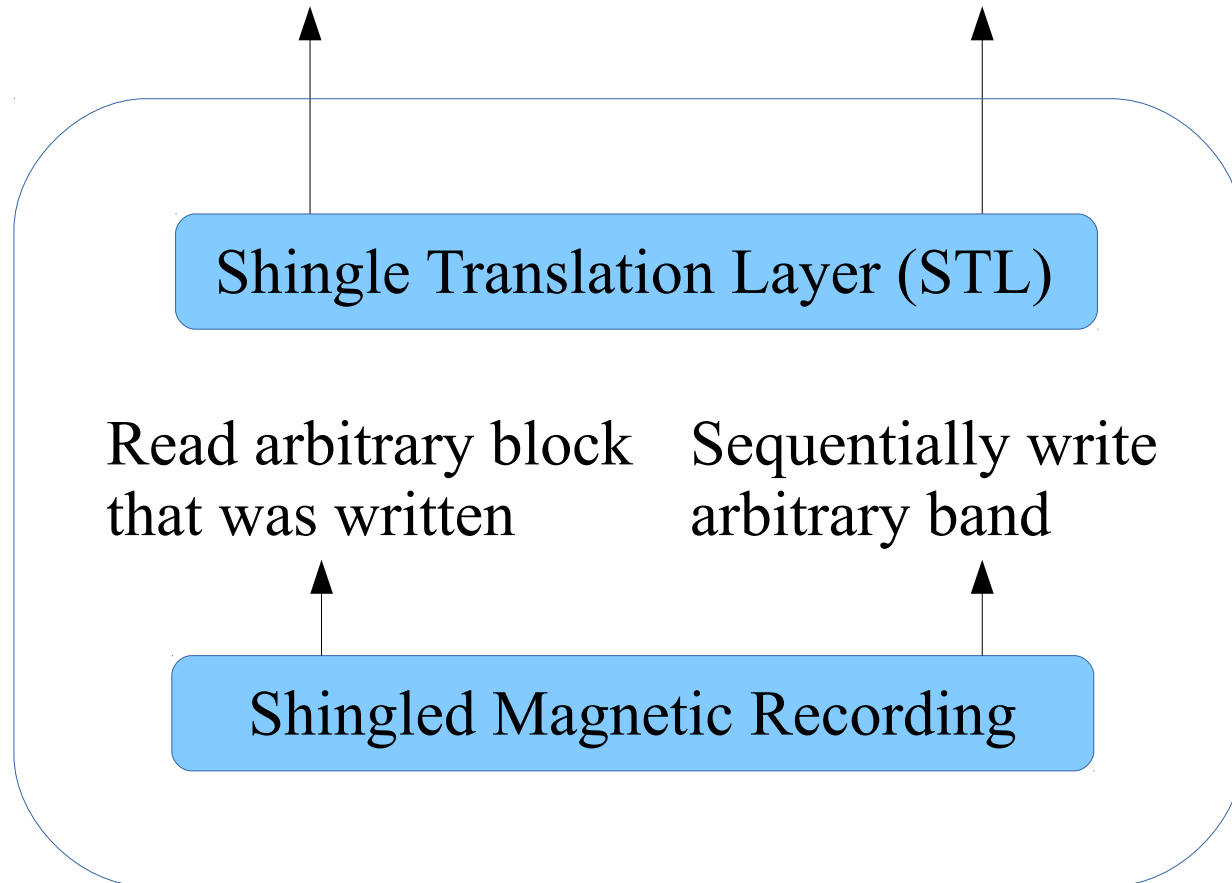 Shingle Translation Layer (STL)
Read arbitrary block
that was written
Sequentially write
arbitrary band
Shingled Magnetic Recording